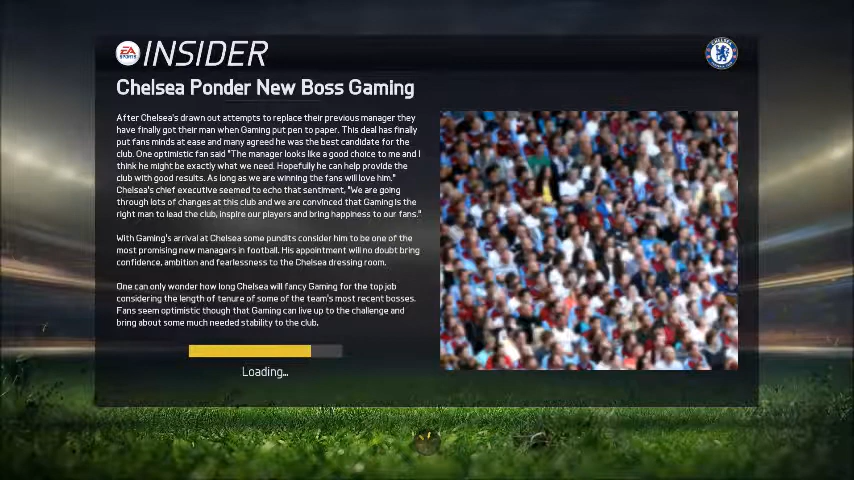 EA
SPORTS
INSIDER
Chelsea Ponder New Boss Gaming
After Chelsea's drawn out attempts to replace their previous manager they
have finally got their man when Gaming put pen to paper. This deal has finally
put fans minds at ease and many agreed he was the best candidate for the
club. One optimistic fan said "The manager looks like a good choice to me and I
think he might be exactly what we need. Hopefully he can help provide the
club with good results. As long as we are winning the fans will love him."
Chelsea's chief executive seemed to echo that sentiment, "We are going
through lots of changes at this club and we are convinced that Gaming is the
right man to lead the club, inspire our players and bring happiness to our fans."
With Gaming's arrival at Chelsea some pundits consider him to be one of the
most promising new managers in football. His appointment will no doubt bring
confidence, ambition and fearlessness to the Chelsea dressing room.
One can only wonder how long Chelsea will fancy Gaming for the top job
considering the length of tenure of some of the team's most recent bosses.
Fans seem optimistic though that Gaming can live up to the challenge and
bring about some much needed stability to the club.
Loading...